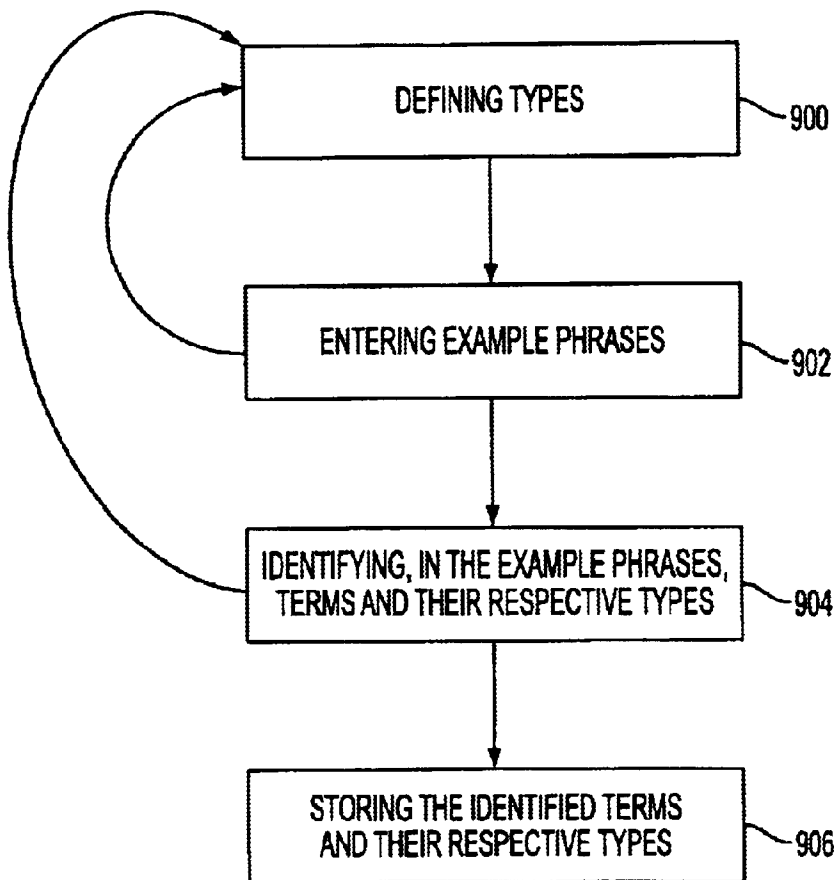 DEFINING TYPES
900
ENTERING EXAMPLE PHRASES
902
IDENTIFYING, IN THE EXAMPLE PHRASES,
TERMS AND THEIR RESPECTIVE TYPES
904
STORING THE IDENTIFIED TERMS
AND THEIR RESPECTIVE TYPES
906